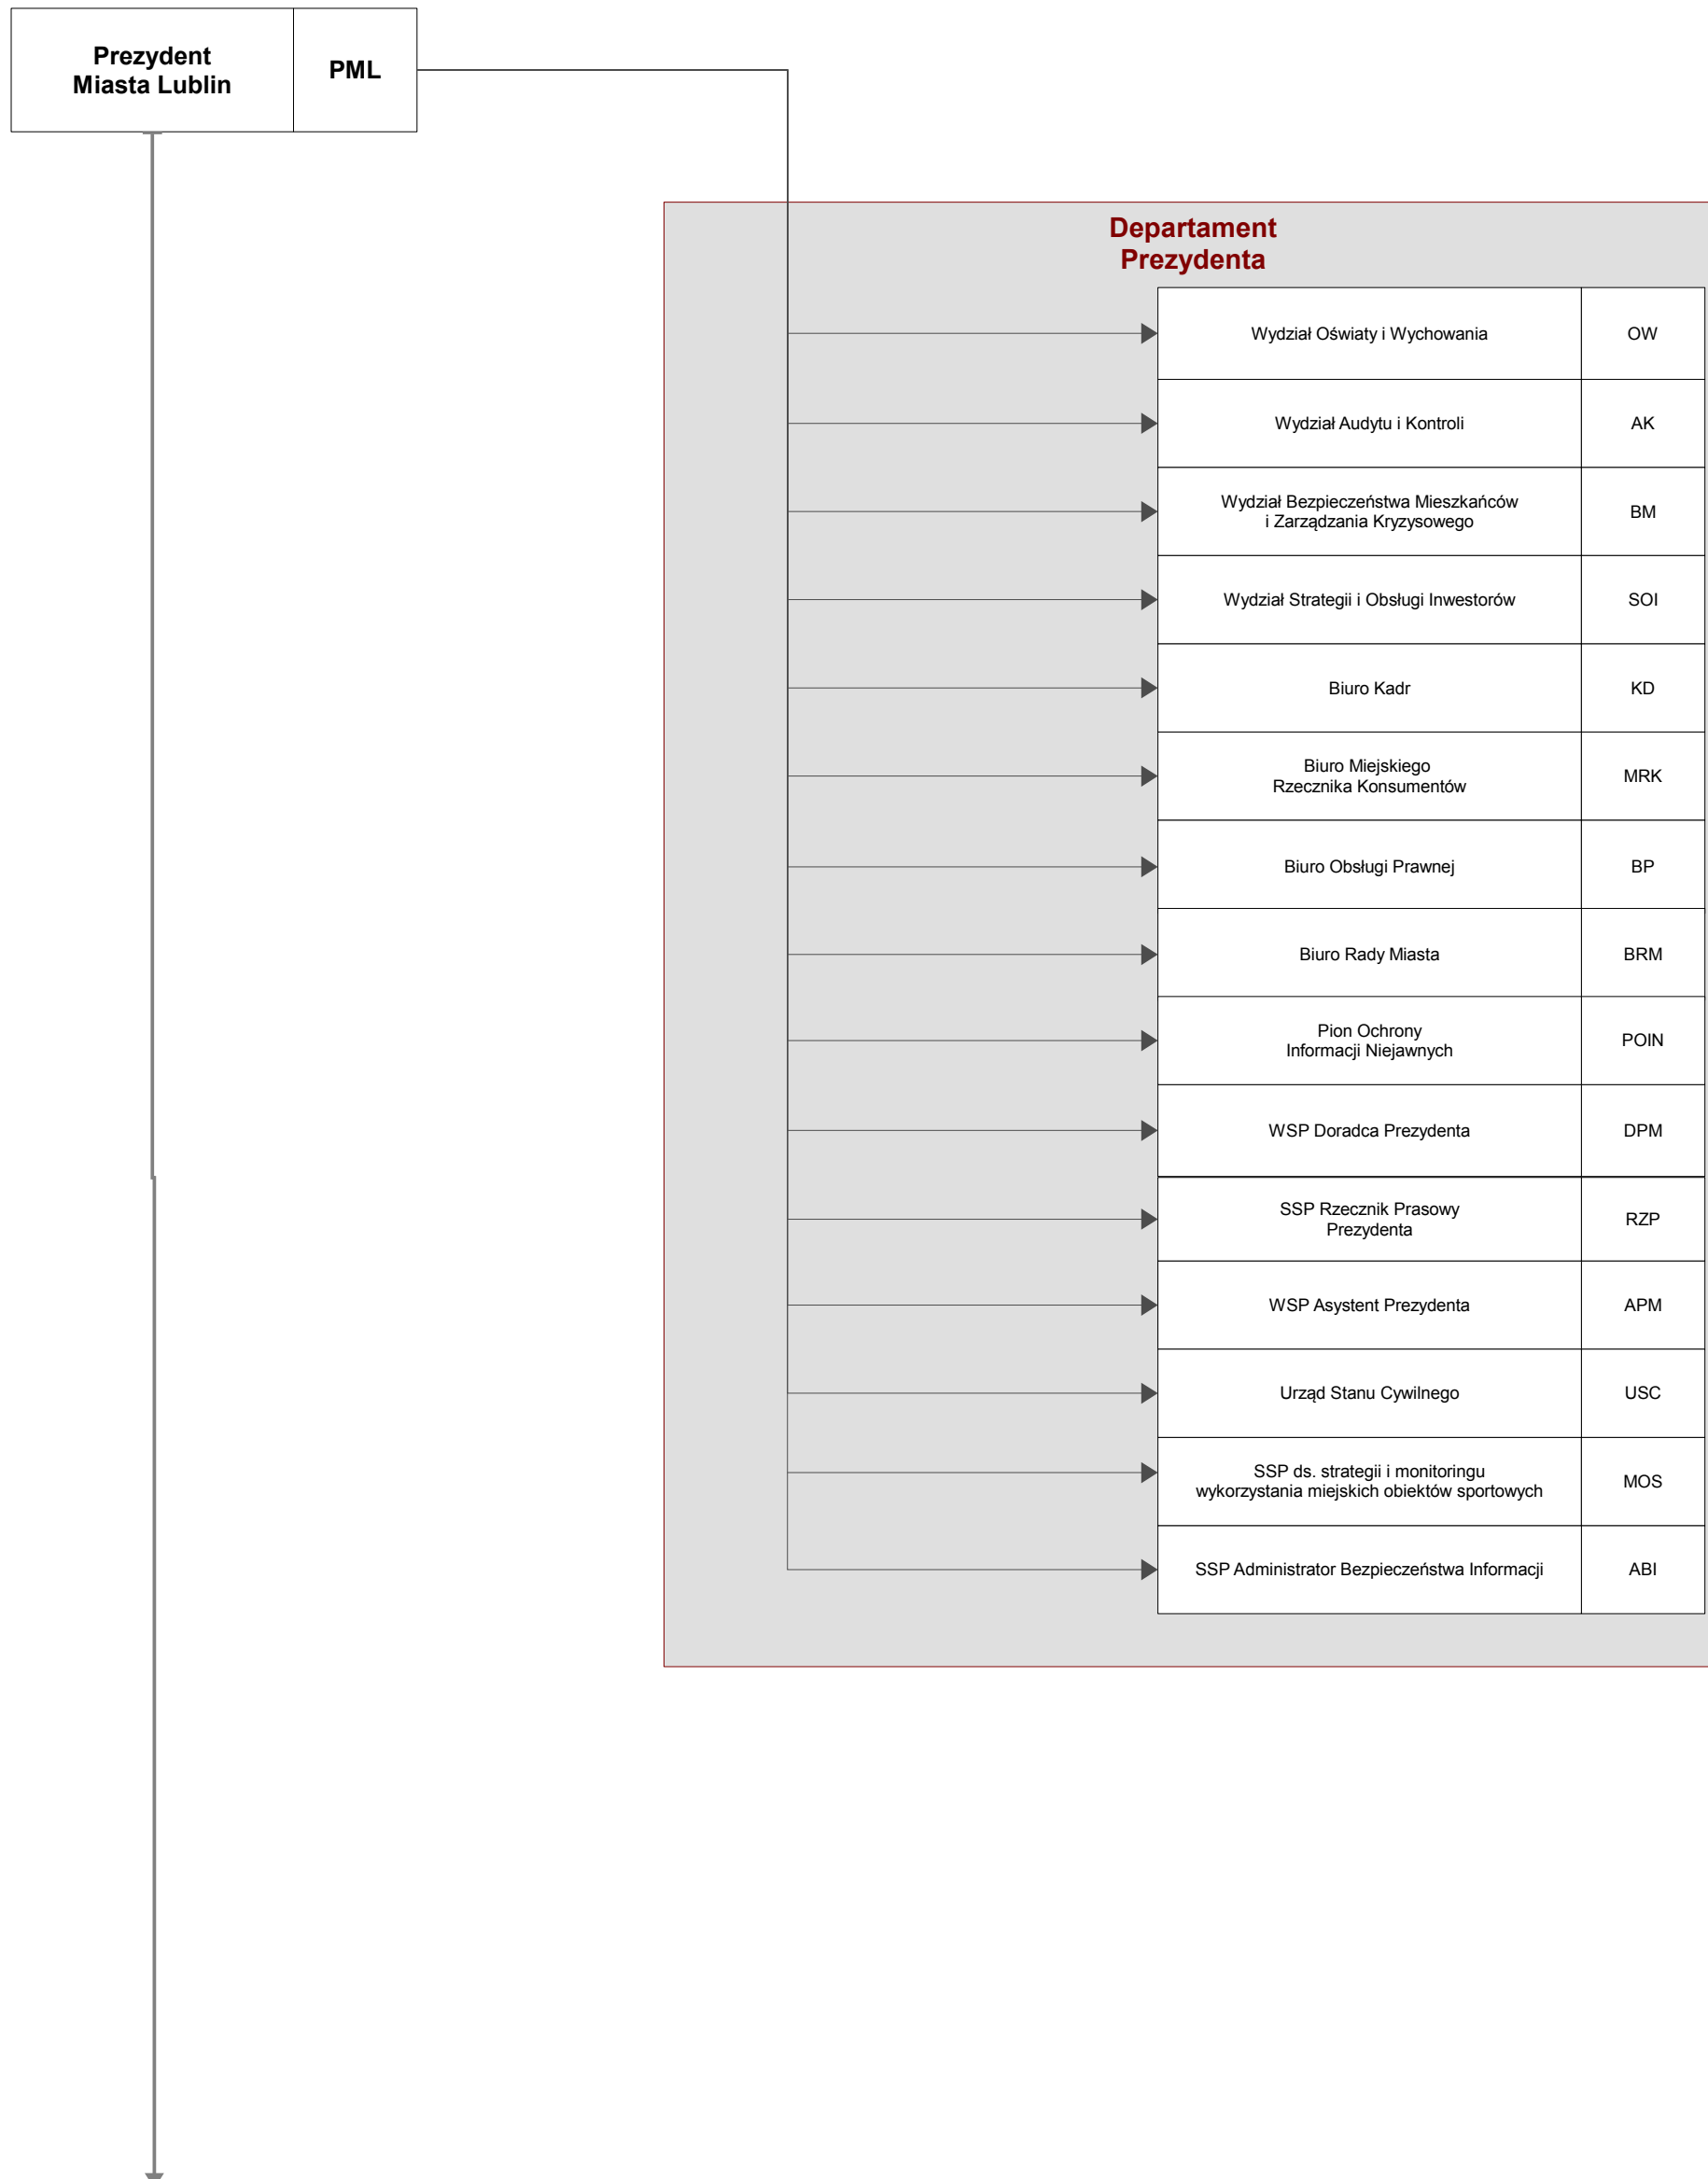 Prezydent
Miasta Lublin
PML
Departament
Prezydenta
Wydział Oświaty i Wychowania
OW
Wydział Audytu i Kontroli
AK
Wydział Bezpieczeństwa Mieszkańców
i Zarządzania Kryzysowego
BM
Wydział Strategii i Obsługi Inwestorów
SOI
Biuro Kadr
KD
Biuro Miejskiego
Rzecznika Konsumentów
MRK
Biuro Obsługi Prawnej
BP
Biuro Rady Miasta
BRM
Pion Ochrony
Informacji Niejawnych
POIN
WSP Doradca Prezydenta
DPM
SSP Rzecznik Prasowy
Prezydenta
RZP
WSP Asystent Prezydenta
APM
Urząd Stanu Cywilnego
USC
SSP ds. strategii i monitoringu
wykorzystania miejskich obiektów sportowych
MOS
SSP Administrator Bezpieczeństwa Informacji
ABI